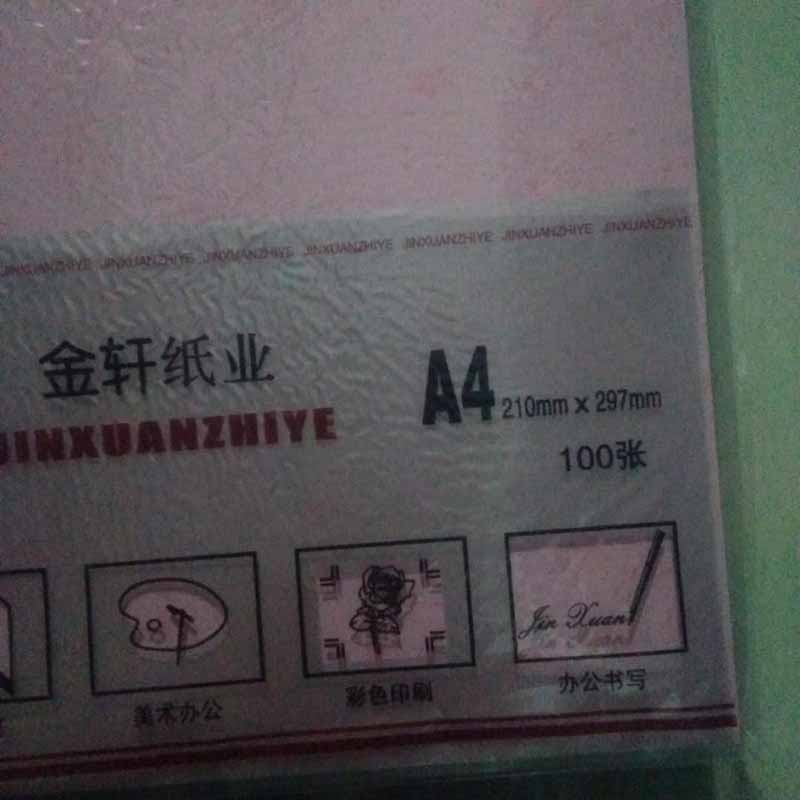 JINXUANZHIYE JINXUANZHIYE JINXUANZHIYE JINXUANZHIYE JINXUANZHIYE JINXUANZHIYE JINXUANZHIYE
金轩纸业
JINXUANZHIYE
A4 210mm x 297mm
100张
Jin Xuan
美术办公
彩色印刷
办公书写